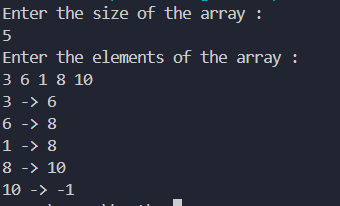 Enter the size of the array :
5
Enter the elements of the array :
3 6 1 8 10
3 -> 6
6 -> 8
1 -> 8
8 -> 10
10 -> -1